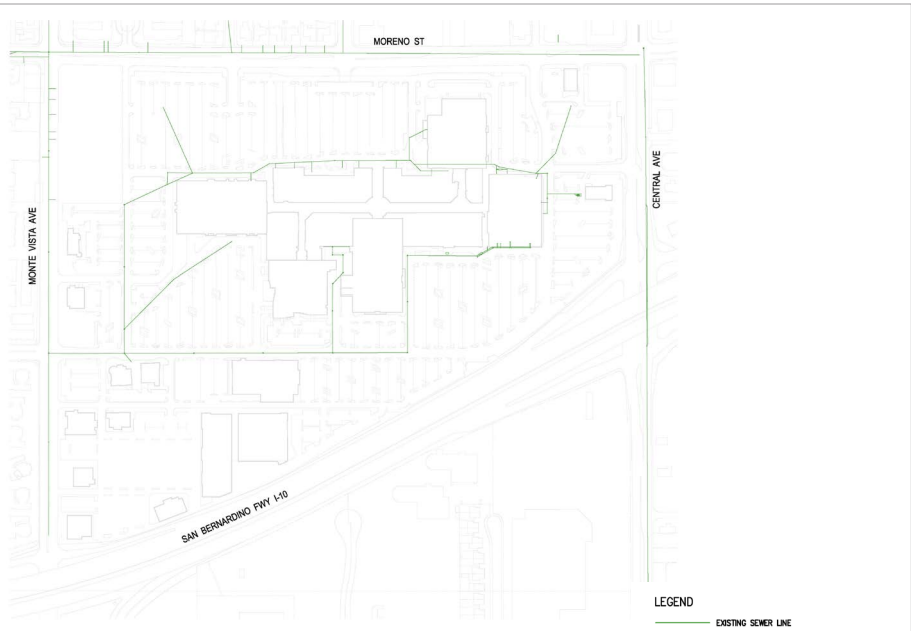 MORENO ST
MONTE VISTA AVE
CENTRAL AVE
SAN BERNARDINO FWY I-10
LEGEND
EXISTING SEWER LINE